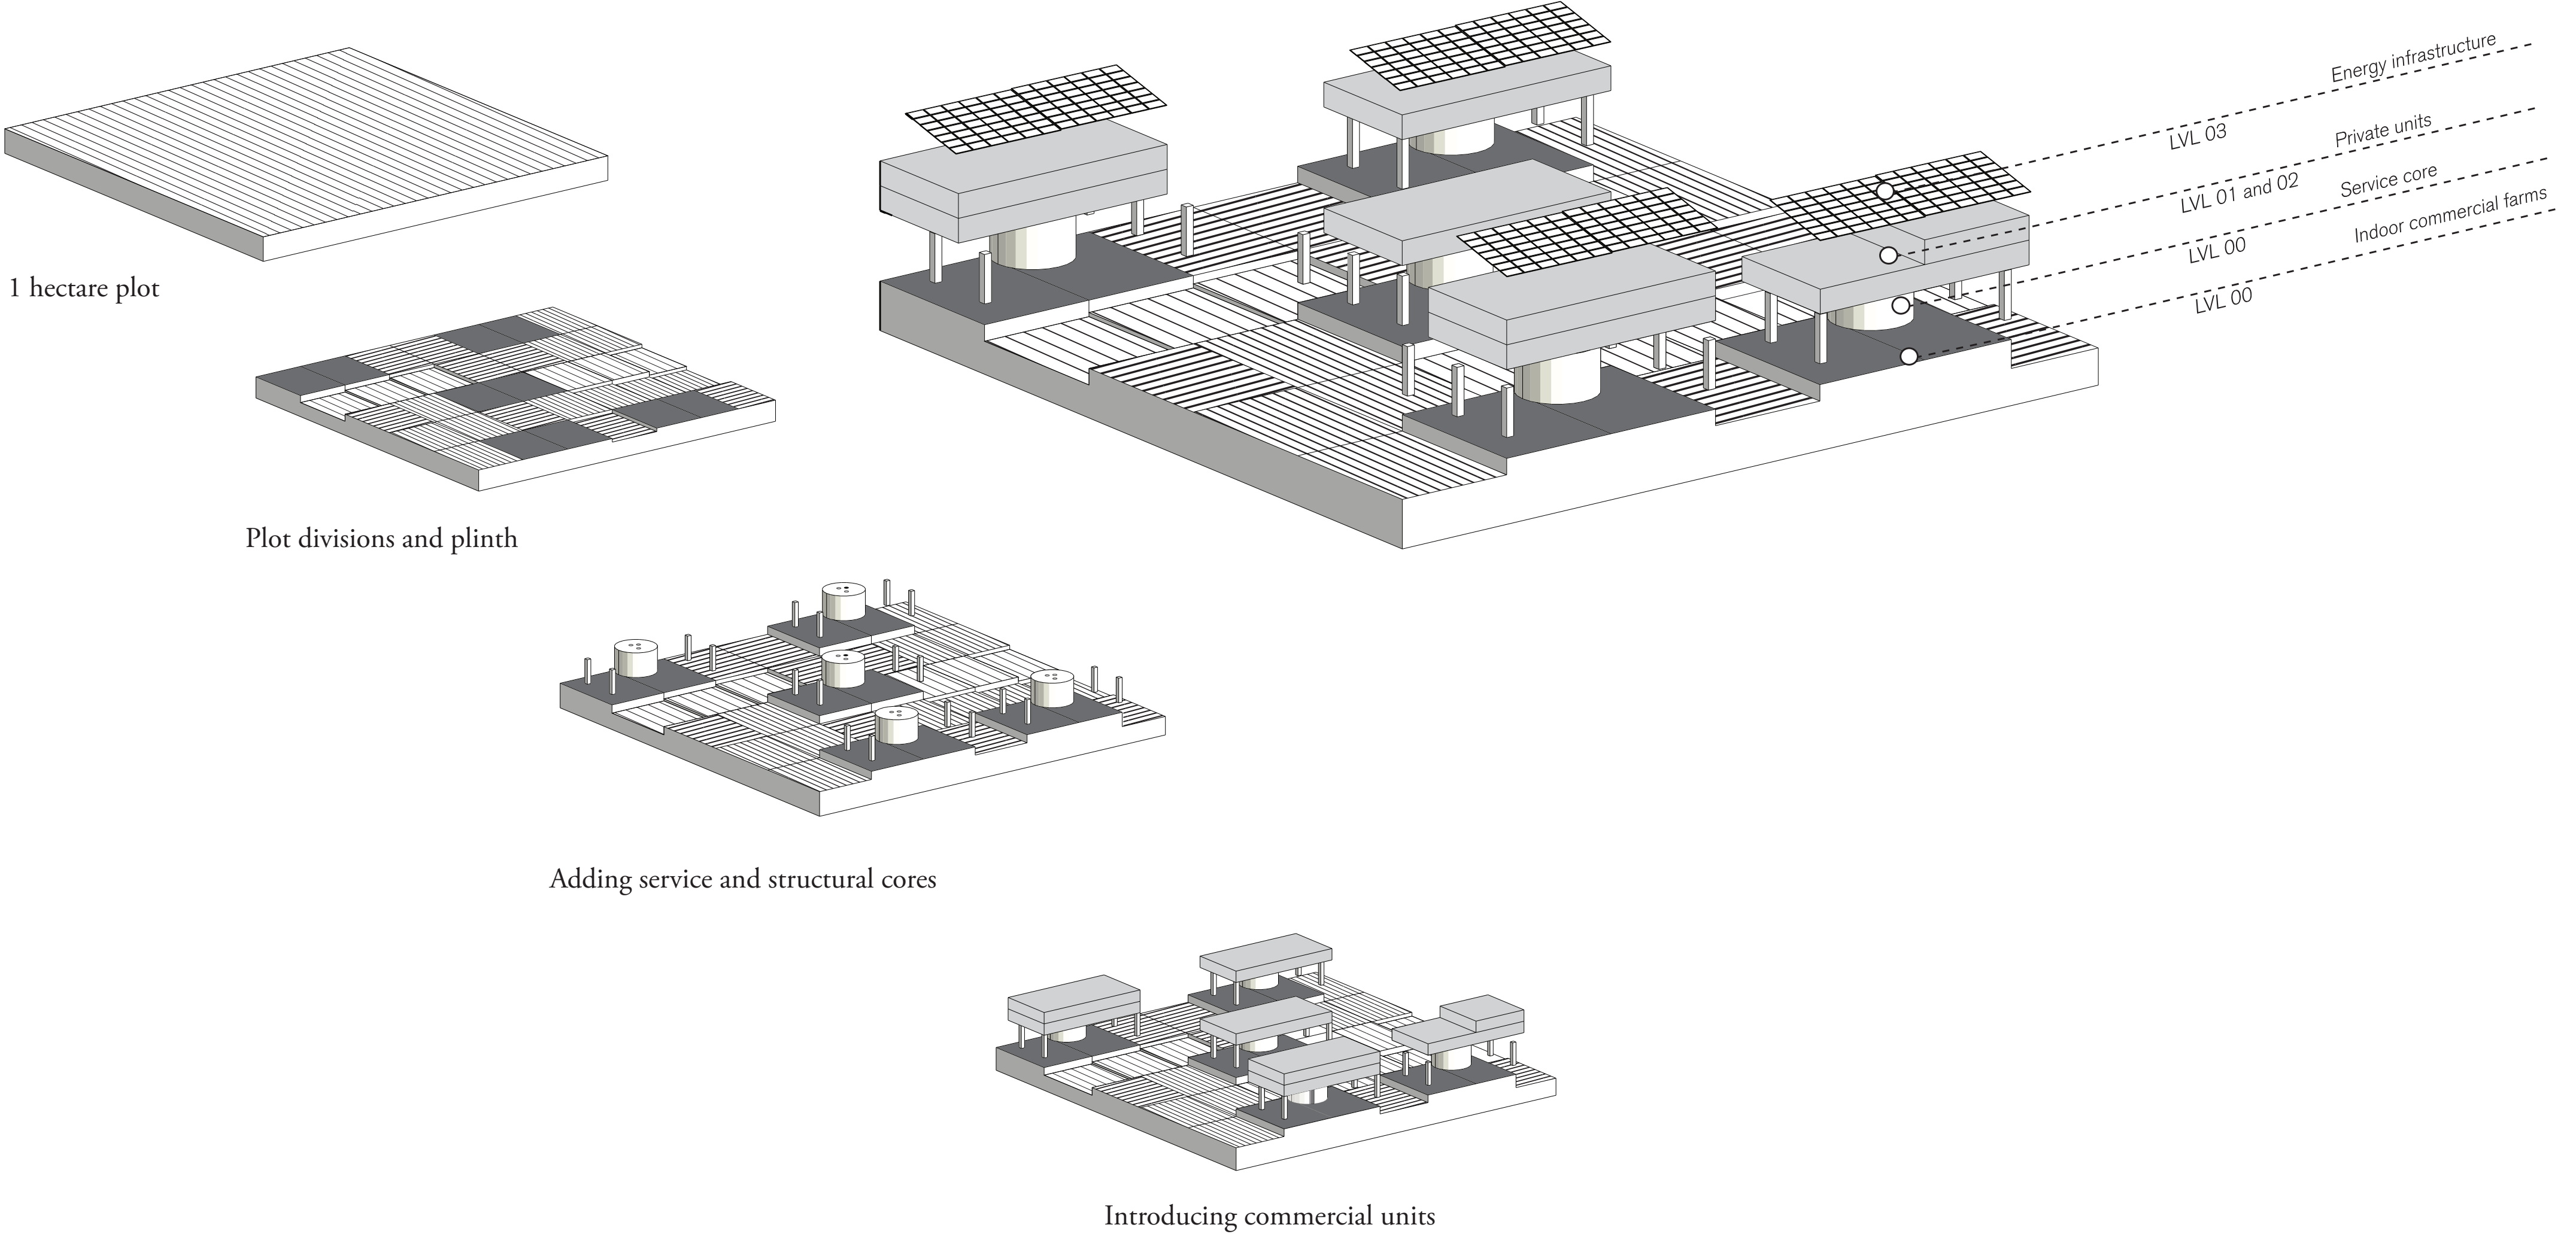 Energy infrastructure
LVL 03
Private units
LVL 01 and 02
Service core
LVL 00
Indoor commercial farms
LVL 00
1 hectare plot
Plot divisions and plinth
Adding service and structural cores
Introducing commercial units